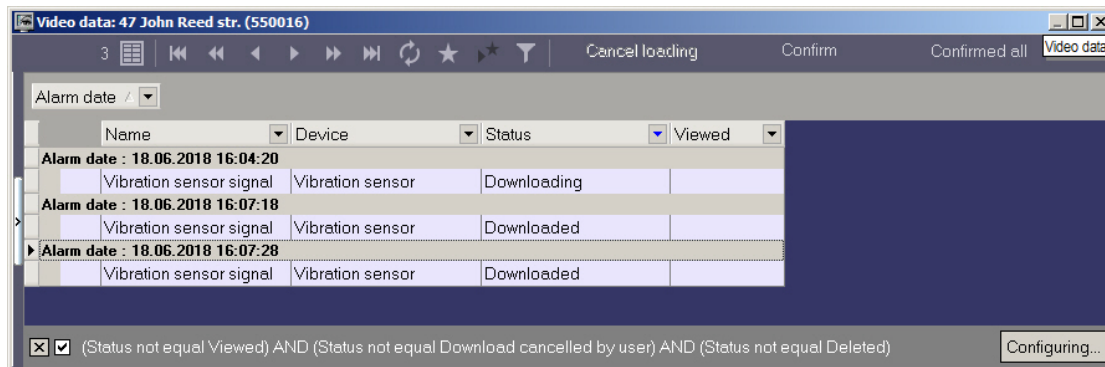 Video data: 47 John Reed str. (550016)
3 Cancel loading Confirm Confirmed all
Video data
Alarm date
Name Device Status Viewed
Alarm date : 18.06.2018 16:04:20
Vibration sensor signal Vibration sensor Downloading
Alarm date : 18.06.2018 16:07:18
Vibration sensor signal Vibration sensor Downloaded
Alarm date : 18.06.2018 16:07:28
Vibration sensor signal Vibration sensor Downloaded
(Status not equal Viewed) AND (Status not equal Download cancelled by user) AND (Status not equal Deleted) Configuring...